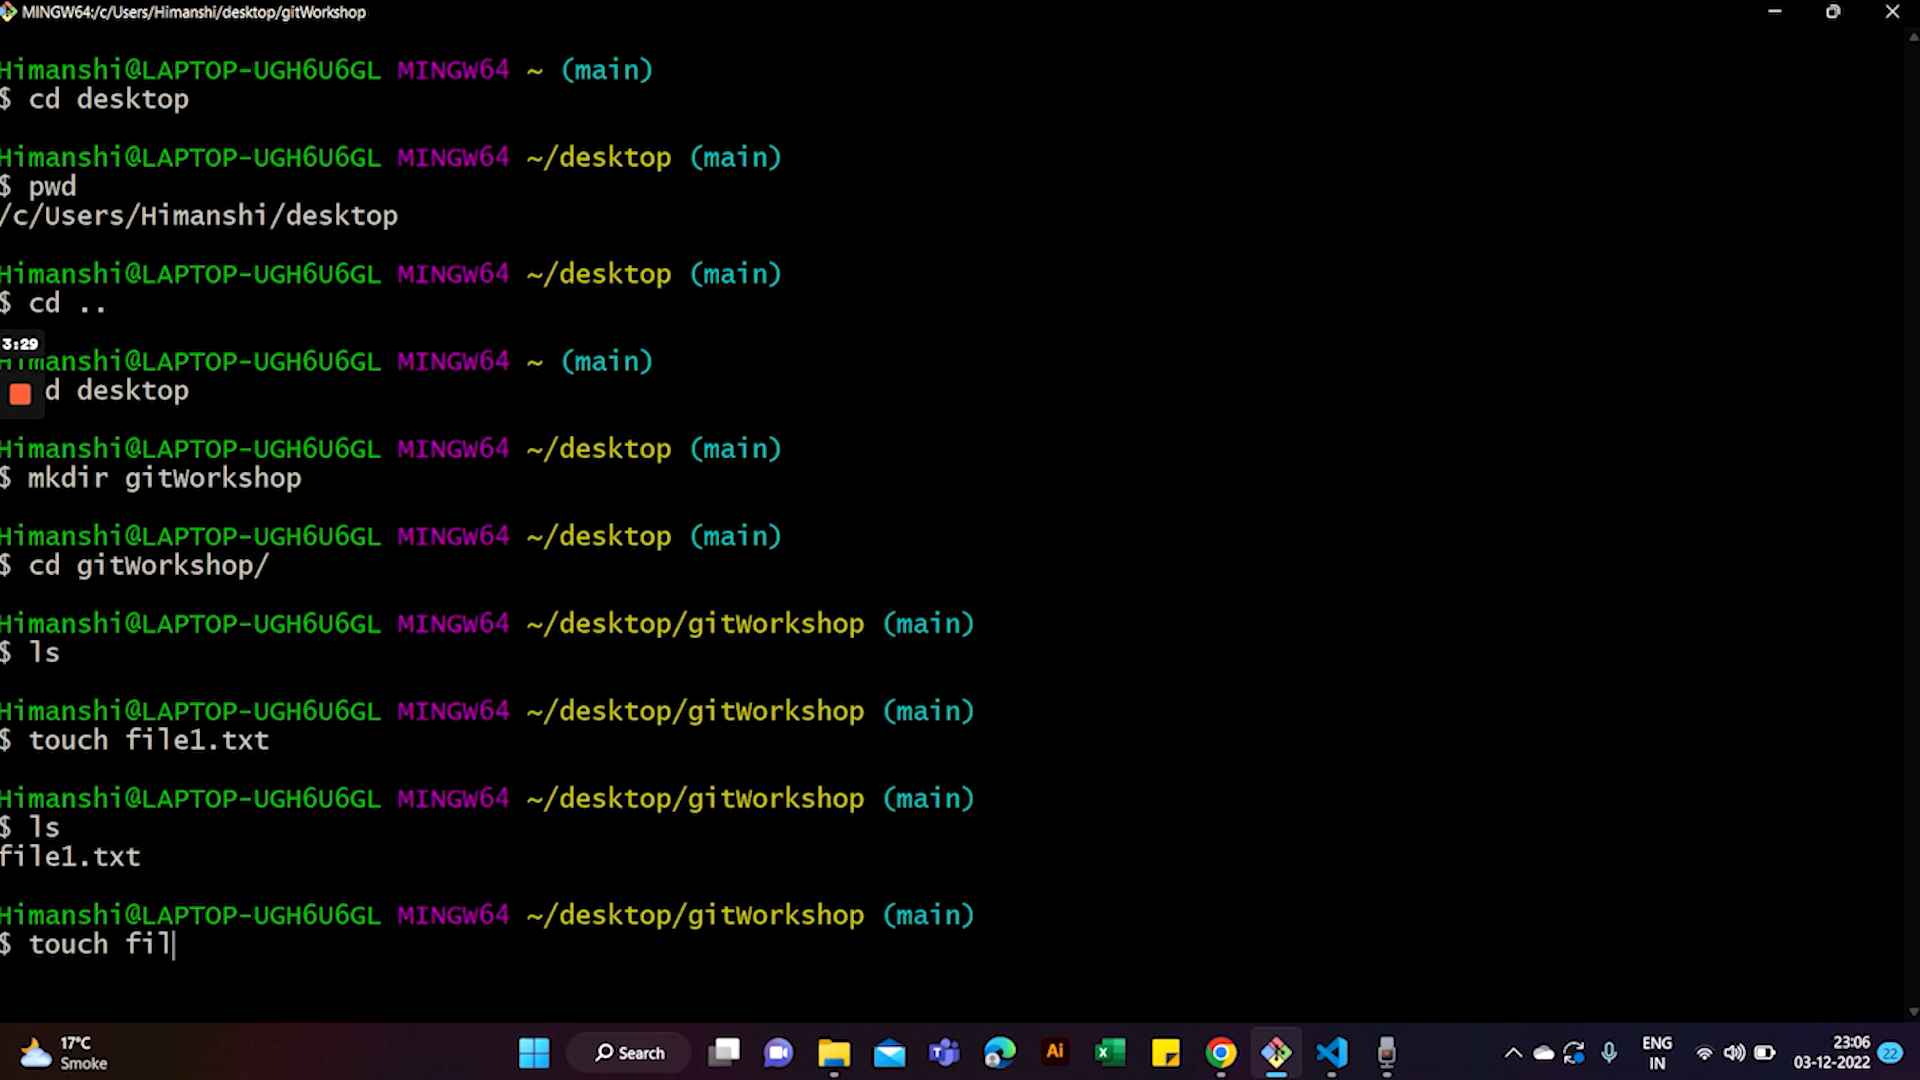 MINGW64:/c/Users/Himanshi/desktop/gitWorkshop
Himanshi@LAPTOP-UGH6U6GL MINGW64 ~ (main)
$ cd desktop
Himanshi@LAPTOP-UGH6U6GL MINGW64 ~/desktop (main)
$ pwd
/c/Users/Himanshi/desktop
Himanshi@LAPTOP-UGH6U6GL MINGW64 ~/desktop (main)
$ cd ..
3:29
Himanshi@LAPTOP-UGH6U6GL MINGW64 ~ (main)
d desktop
Himanshi@LAPTOP-UGH6U6GL MINGW64 ~/desktop (main)
$ mkdir gitWorkshop
Himanshi@LAPTOP-UGH6U6GL MINGW64 ~/desktop (main)
$ cd gitWorkshop/
Himanshi@LAPTOP-UGH6U6GL MINGW64 ~/desktop/gitWorkshop (main)
$ ls
Himanshi@LAPTOP-UGH6U6GL MINGW64 ~/desktop/gitWorkshop (main)
$ touch file1.txt
Himanshi@LAPTOP-UGH6U6GL MINGW64 ~/desktop/gitWorkshop (main)
$ ls
file1.txt
Himanshi@LAPTOP-UGH6U6GL MINGW64 ~/desktop/gitWorkshop (main)
$ touch fil
17°C
Smoke
Search
Ai
ENG
IN
23:06
03-12-2022
22